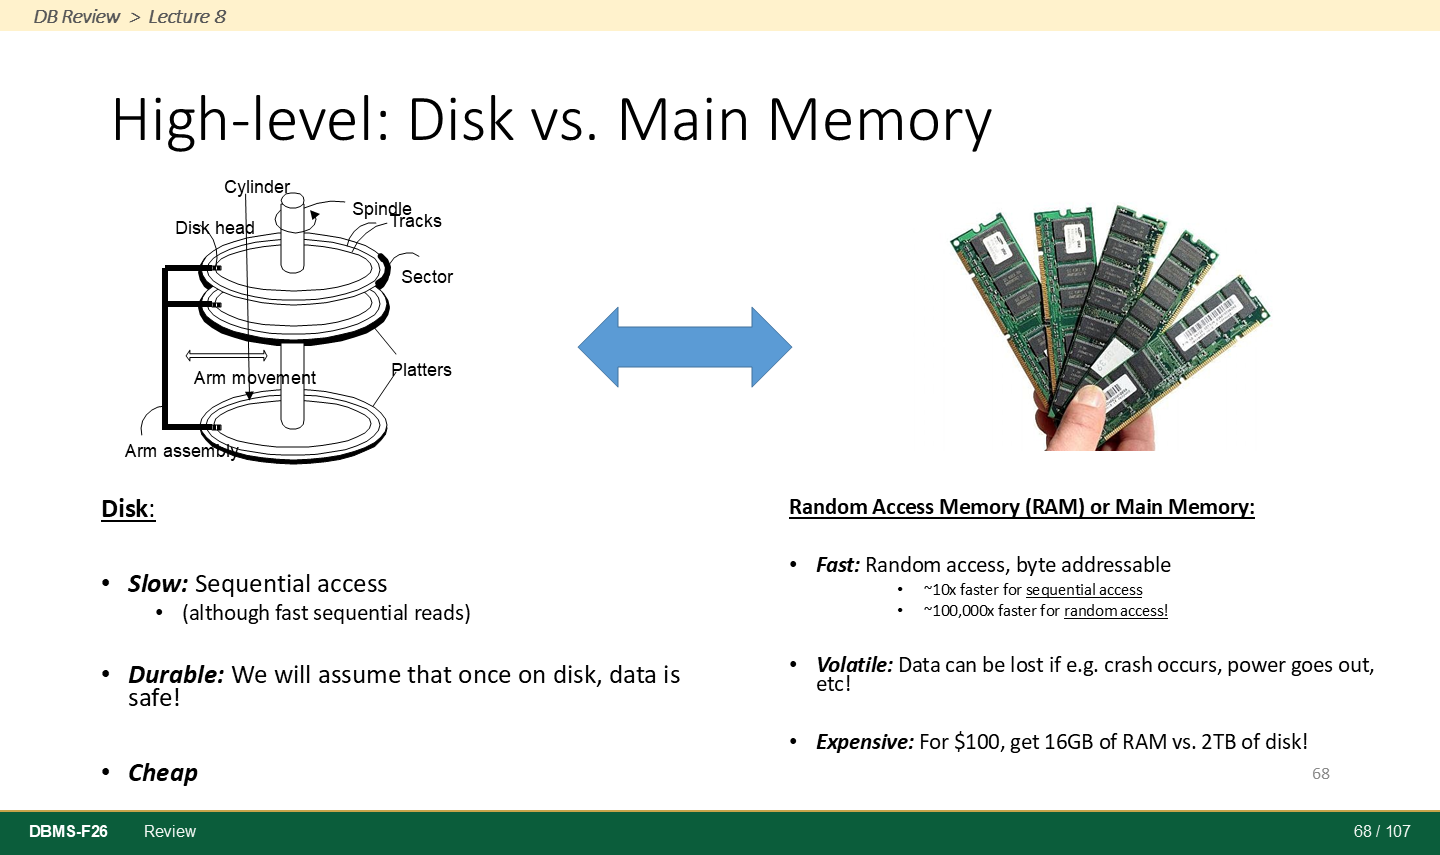 DB Review > Lecture 8
High-level: Disk vs. Main Memory
Cylinder
Spindle
Tracks
Disk head
Sector
Arm movement
Platters
Arm assembly
Disk:
• Slow: Sequential access
• (although fast sequential reads)
• Durable: We will assume that once on disk, data is
safe!
• Cheap
Random Access Memory (RAM) or Main Memory:
• Fast: Random access, byte addressable
• ~10x faster for sequential access
• ~100,000x faster for random access!
• Volatile: Data can be lost if e.g. crash occurs, power goes out,
etc!
• Expensive: For $100, get 16GB of RAM vs. 2TB of disk!
68
DBMS-F26 Review 68 / 107